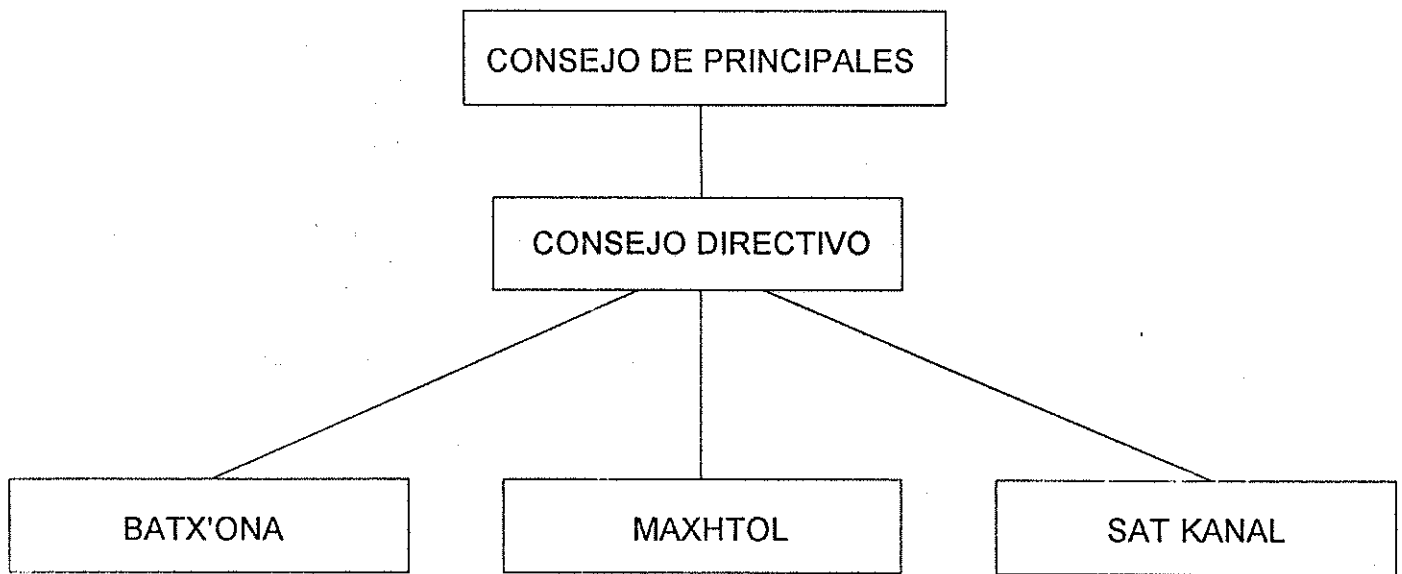 CONSEJO DE PRINCIPALES
CONSEJO DIRECTIVO
BATX'ONA
MAXHTOL
SAT KANAL